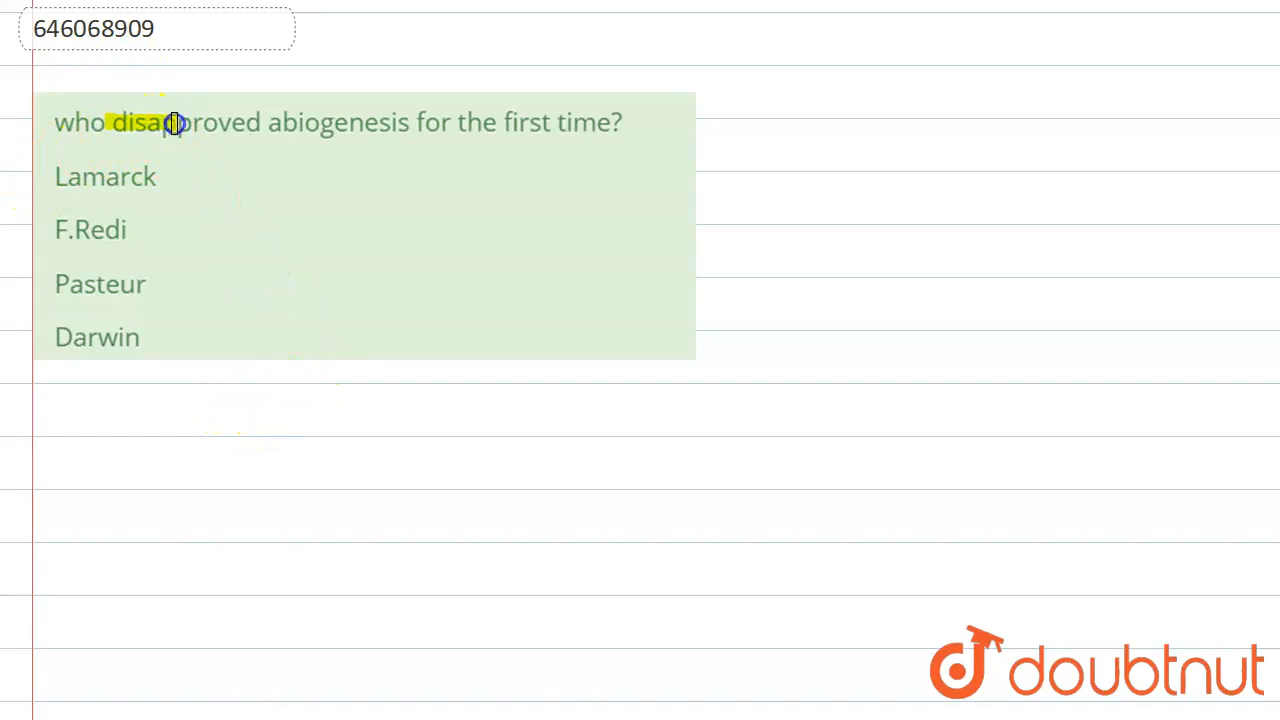 646068909
who disapproved abiogenesis for the first time?
Lamarck
F.Redi
Pasteur
Darwin
doubtnut